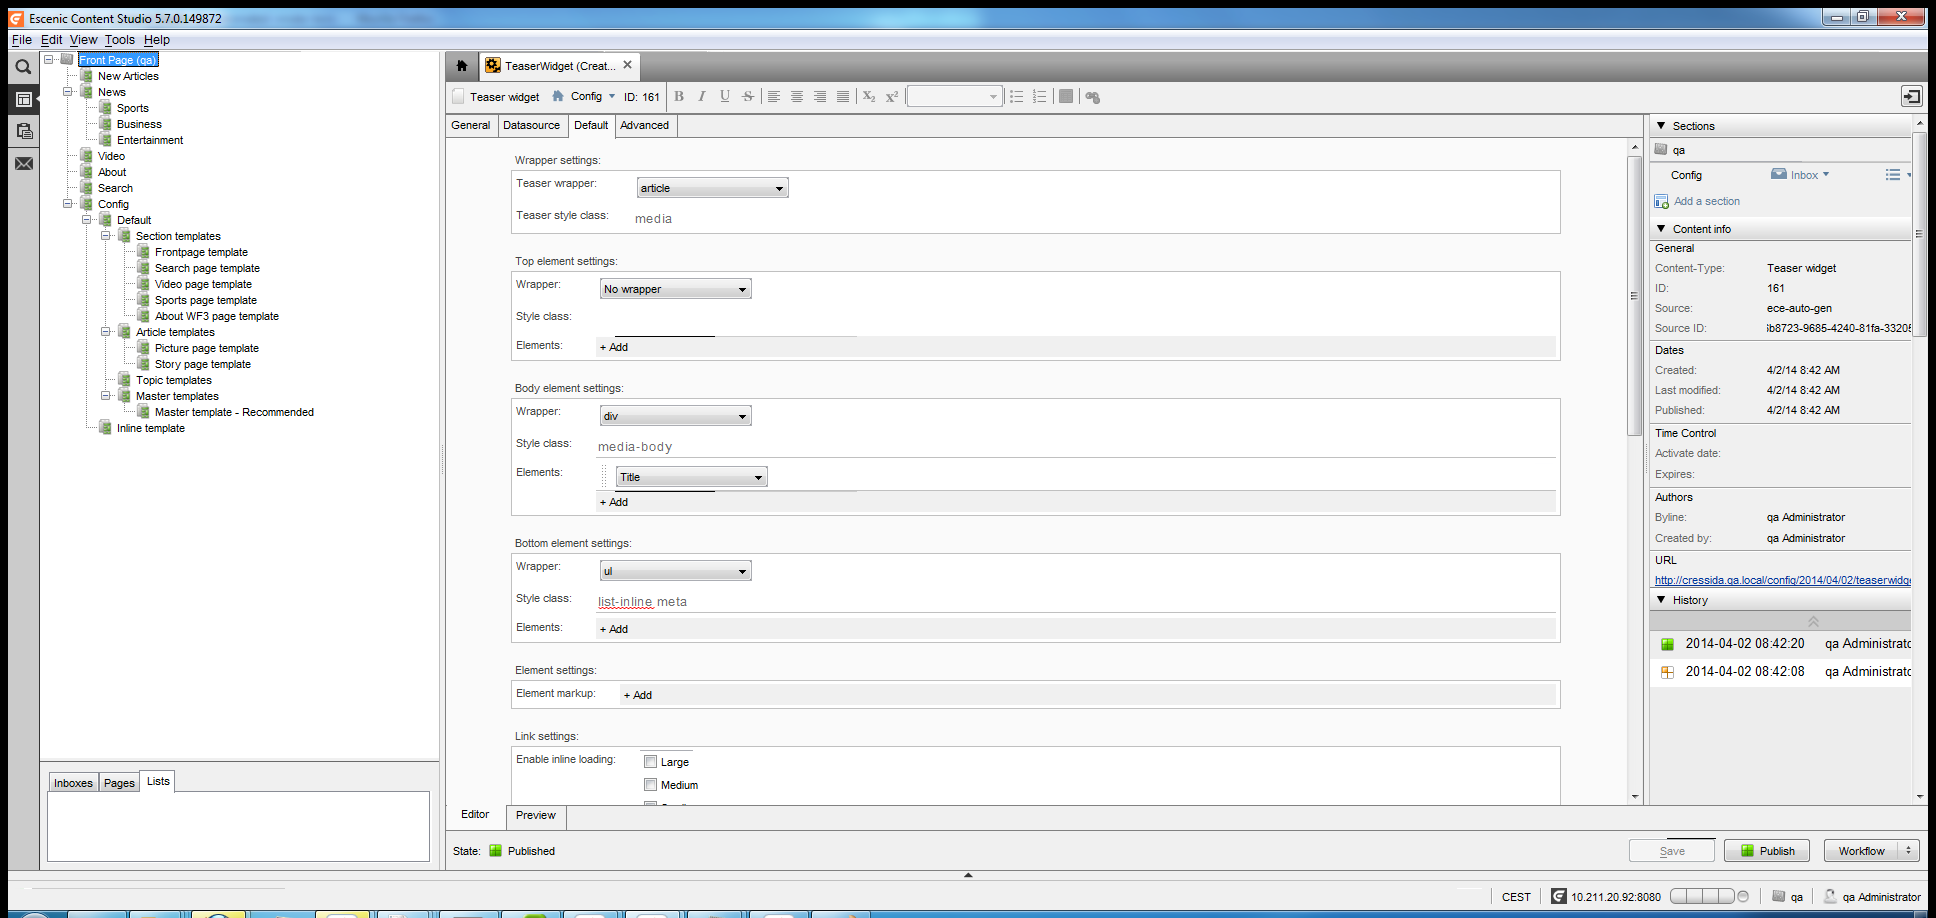 Escenic Content Studio 5.7.0.149872
File Edit View Tools Help
Front Page (qa)
New Articles
News
Sports
Business
Entertainment
Video
About
Search
Config
Default
Section templates
Frontpage template
Search page template
Video page template
Sports page template
About WF3 page template
Article templates
Picture page template
Story page template
Topic templates
Master templates
Master template - Recommended
Inline template
Inboxes Pages Lists
TeaserWidget (Creat...
Teaser widget Config ID: 161 B I U S X2 X2
General Datasource Default Advanced
Wrapper settings:
Teaser wrapper: article
Teaser style class: media
Top element settings:
Wrapper: No wrapper
Style class:
Elements: + Add
Body element settings:
Wrapper: div
Style class: media-body
Elements: Title
+ Add
Bottom element settings:
Wrapper: ul
Style class: list-inline meta
Elements: + Add
Element settings:
Element markup: + Add
Link settings:
Enable inline loading: Large
Medium
Editor Preview
State: Published
Save Publish Workflow
Sections
qa
Config Inbox
Add a section
Content info
General
Content-Type: Teaser widget
ID: 161
Source: ece-auto-gen
Source ID: b8723-9685-4240-81fa-33205
Dates
Created: 4/2/14 8:42 AM
Last modified: 4/2/14 8:42 AM
Published: 4/2/14 8:42 AM
Time Control
Activate date:
Expires:
Authors
Byline: qa Administrator
Created by: qa Administrator
URL
http://cressida.qa.local/config/2014/04/02/teaserwidge
History
2014-04-02 08:42:20 qa Administratc
2014-04-02 08:42:08 qa Administratc
CEST 10.211.20.92:8080 qa qa Administrator